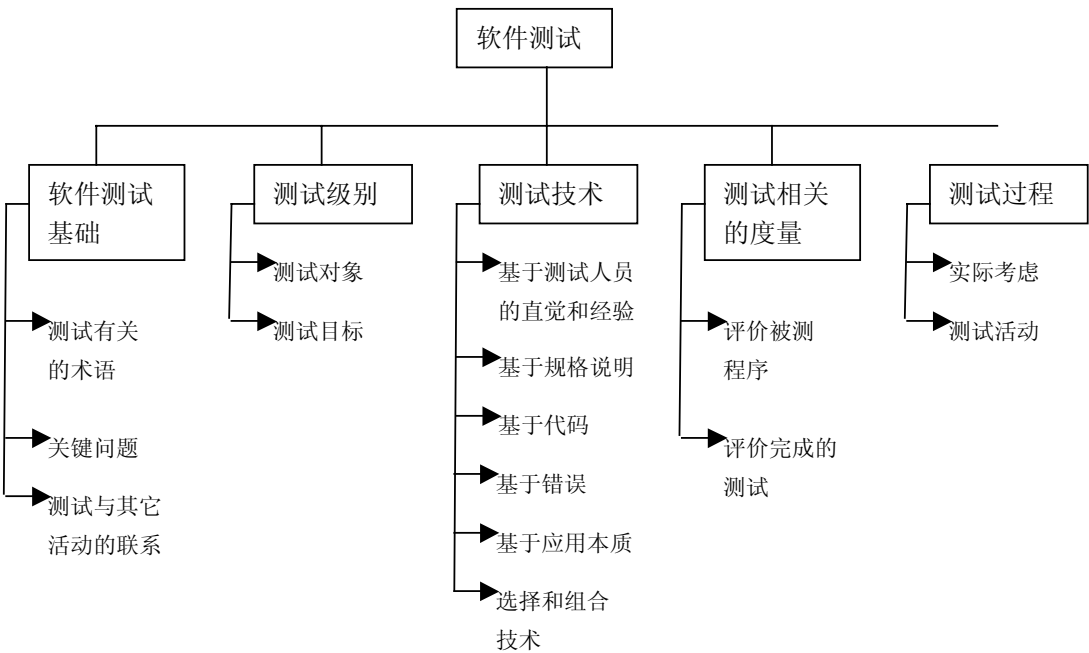 软件测试
软件测试
基础
测试有关
的术语
关键问题
测试与其它
活动的联系
测试级别
测试对象
测试目标
测试技术
基于测试人员
的直觉和经验
基于规格说明
基于代码
基于错误
基于应用本质
选择和组合
技术
测试相关
的度量
评价被测
程序
评价完成的
测试
测试过程
实际考虑
测试活动